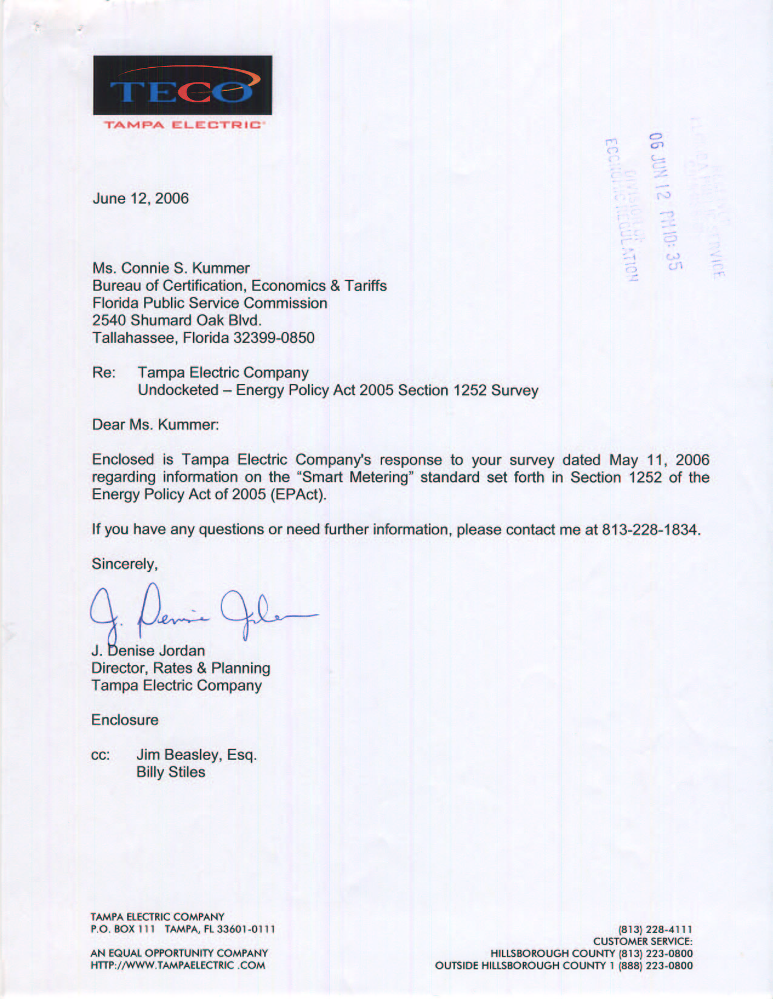 TECO
TAMPA ELECTRIC
06 JUN 12 PM 10: 35
DIVISION OF
ECONOMIC REGULATION
June 12, 2006
Ms. Connie S. Kummer
Bureau of Certification, Economics & Tariffs
Florida Public Service Commission
2540 Shumard Oak Blvd.
Tallahassee, Florida 32399-0850
Re: Tampa Electric Company
Undocketed – Energy Policy Act 2005 Section 1252 Survey
Dear Ms. Kummer:
Enclosed is Tampa Electric Company's response to your survey dated May 11, 2006
regarding information on the “Smart Metering” standard set forth in Section 1252 of the
Energy Policy Act of 2005 (EPAct).
If you have any questions or need further information, please contact me at 813-228-1834.
Sincerely,
J. Denise Jordan
J. Denise Jordan
Director, Rates & Planning
Tampa Electric Company
Enclosure
cc: Jim Beasley, Esq.
Billy Stiles
TAMPA ELECTRIC COMPANY
P.O. BOX 111 TAMPA, FL 33601-0111
AN EQUAL OPPORTUNITY COMPANY
HTTP://WWW.TAMPAELECTRIC .COM
(813) 228-4111
CUSTOMER SERVICE:
HILLSBOROUGH COUNTY (813) 223-0800
OUTSIDE HILLSBOROUGH COUNTY 1 (888) 223-0800